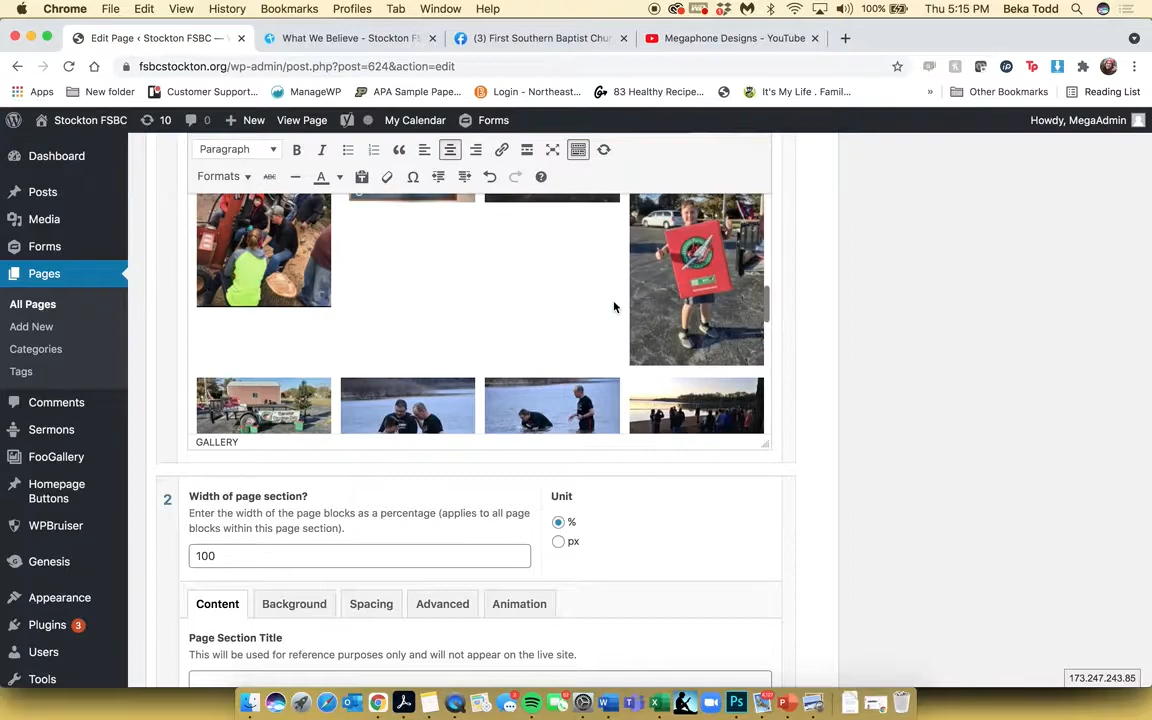 Chrome File Edit View History Bookmarks Profiles Tab Window Help 100% Thu 5:15 PM Beka Todd
Edit Page ‹ Stockton FSBC — What We Believe - Stockton FS (3) First Southern Baptist Chur Megaphone Designs - YouTube
fsbcstockton.org/wp-admin/post.php?post=624&action=edit
Apps New folder Customer Support... ManageWP APA Sample Pape... Login - Northeast... 83 Healthy Recipe... It's My Life . Famil... » Other Bookmarks Reading List
Stockton FSBC 10 0 New View Page My Calendar Forms Howdy, MegaAdmin
Dashboard
Posts
Media
Forms
Pages
All Pages
Add New
Categories
Tags
Comments
Sermons
FooGallery
Homepage
Buttons
WPBruiser
Genesis
Appearance
Plugins 3
Users
Tools
Paragraph B I
Formats ABC A
GALLERY
2
Width of page section?
Enter the width of the page blocks as a percentage (applies to all page
blocks within this page section).
100
Unit
%
px
Content Background Spacing Advanced Animation
Page Section Title
This will be used for reference purposes only and will not appear on the live site.
173.247.243.85